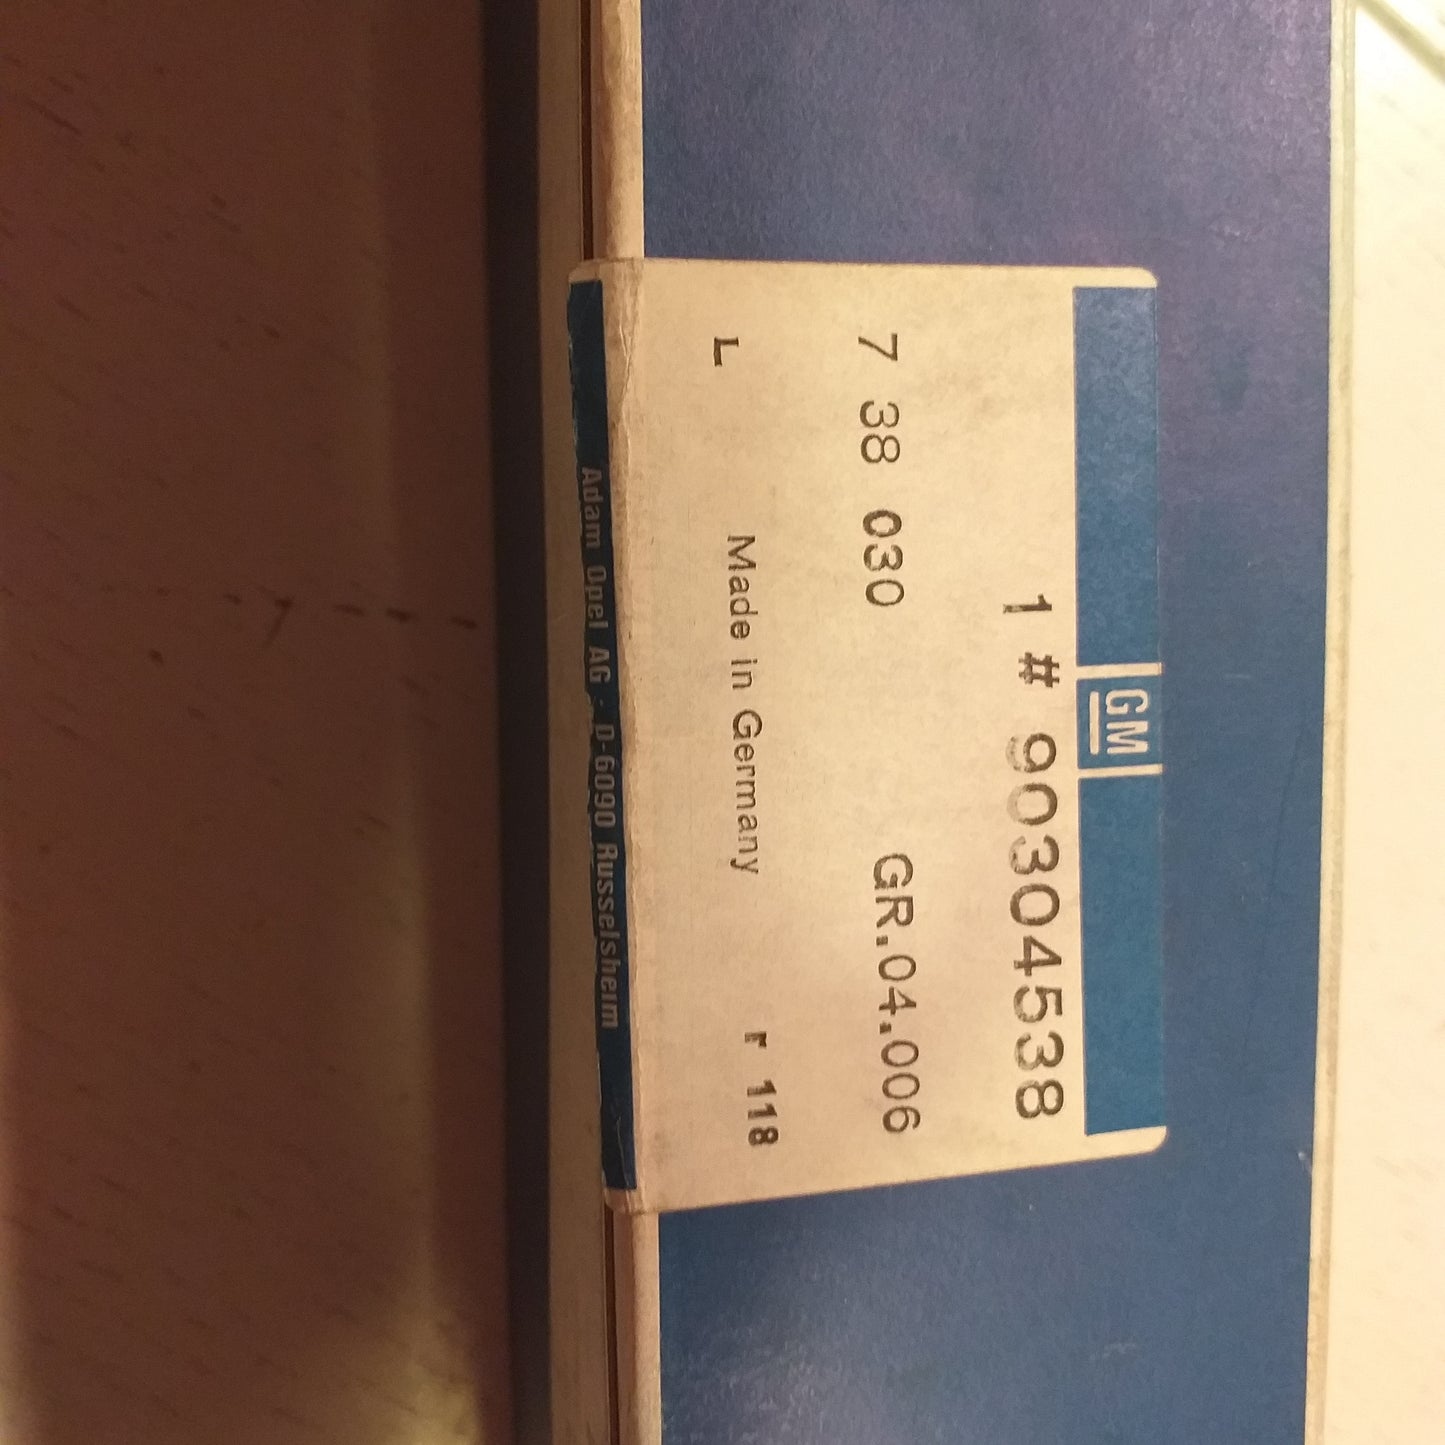 GM
1 # 90304538
7 38 030 GR.04.006
L Made in Germany r 118
Adam Opel AG - D-6090 Russelsheim